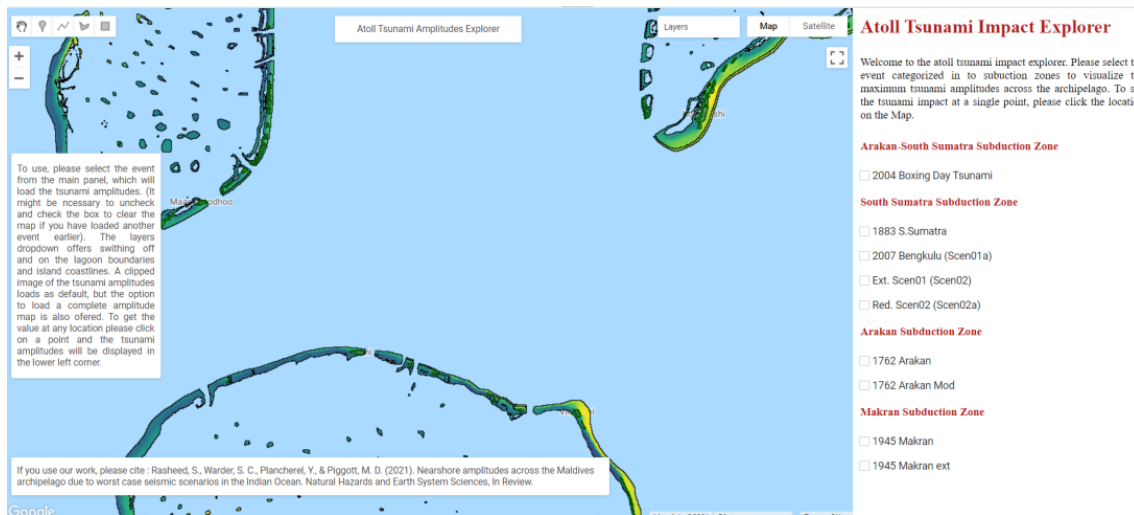 Atoll Tsunami Amplitudes Explorer
Layers
Map
Satellite
+
−
To use, please select the event
from the main panel, which will
load the tsunami amplitudes. (It
might be ncessary to uncheck
and check the box to clear the
map if you have loaded another
event earlier). The layers
dropdown offers swithing off
and on the lagoon boundaries
and island coastlines. A clipped
image of the tsunami amplitudes
loads as default, but the option
to load a complete amplitude
map is also ofered. To get the
value at any location please click
on a point and the tsunami
amplitudes will be displayed in
the lower left corner.
If you use our work, please cite : Rasheed, S., Warder, S. C., Plancherel, Y., & Piggott, M. D. (2021). Nearshore amplitudes across the Maldives
archipelago due to worst case seismic scenarios in the Indian Ocean. Natural Hazards and Earth System Sciences, In Review.
Google
Atoll Tsunami Impact Explorer
Welcome to the atoll tsunami impact explorer. Please select t
event categorized in to subuction zones to visualize t
maximum tsunami amplitudes across the archipelago. To s
the tsunami impact at a single point, please click the locatio
on the Map.
Arakan-South Sumatra Subduction Zone
2004 Boxing Day Tsunami
South Sumatra Subduction Zone
1883 S.Sumatra
2007 Bengkulu (Scen01a)
Ext. Scen01 (Scen02)
Red. Scen02 (Scen02a)
Arakan Subduction Zone
1762 Arakan
1762 Arakan Mod
Makran Subduction Zone
1945 Makran
1945 Makran ext